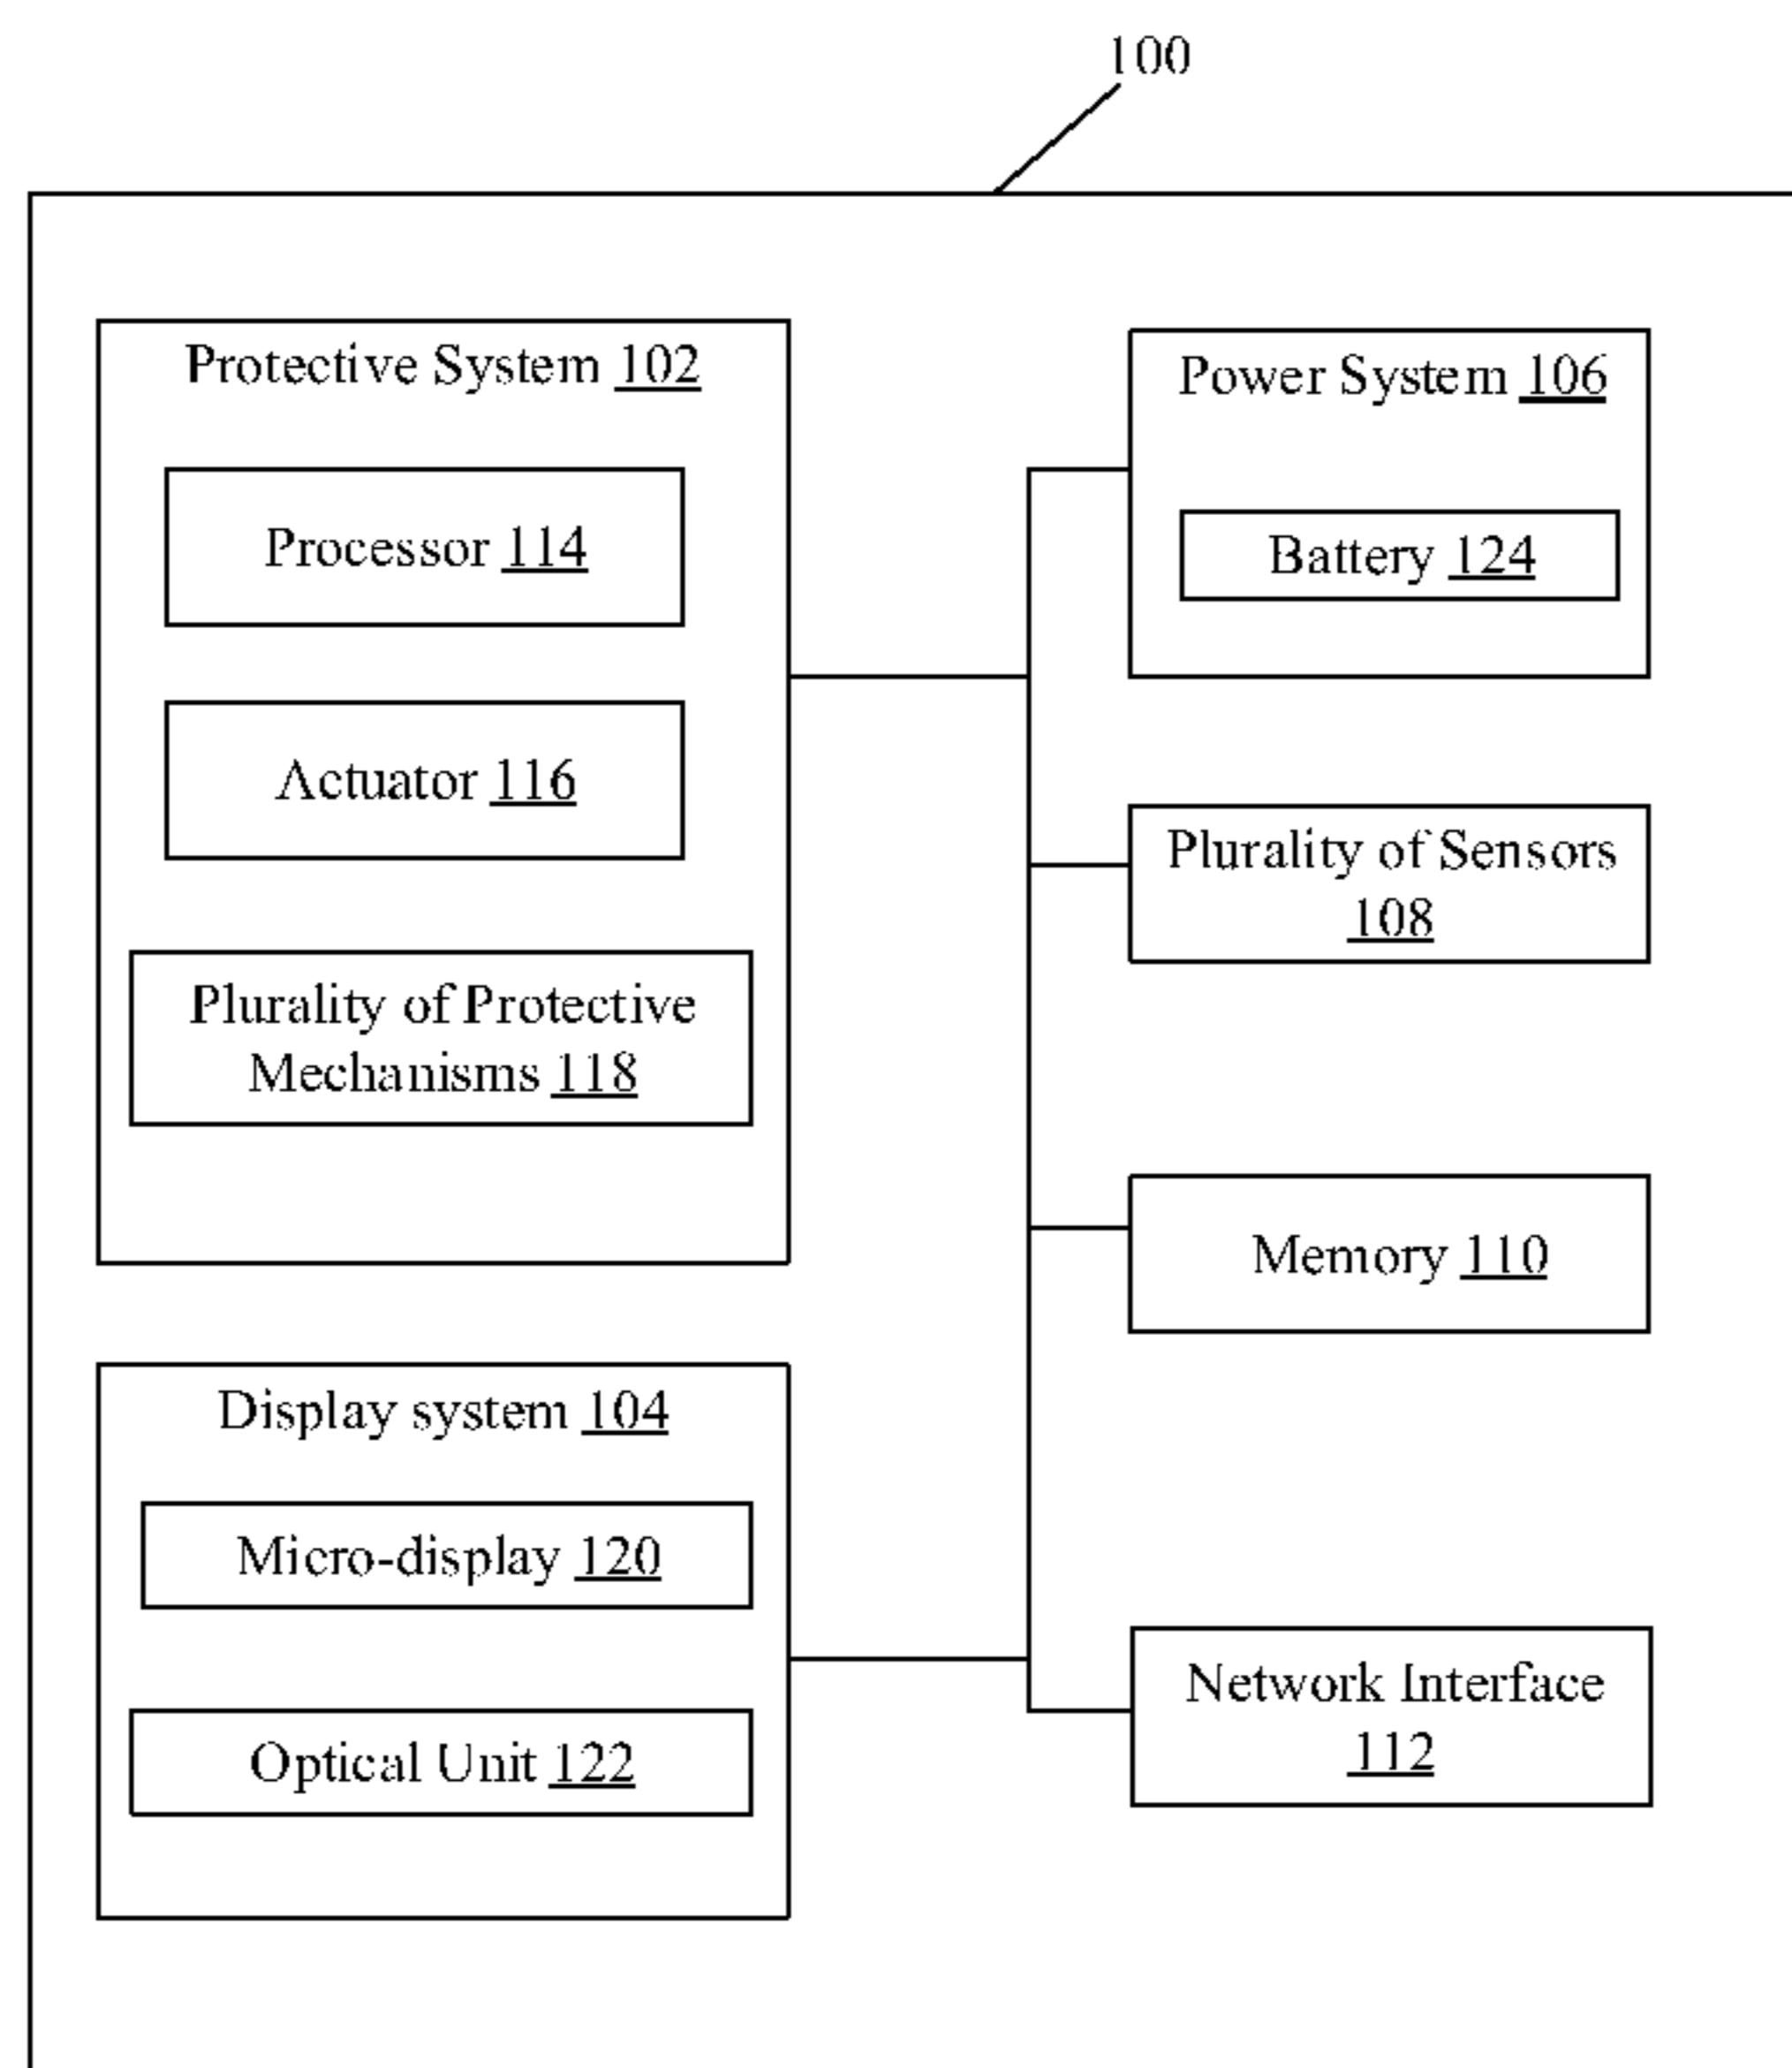 100
Protective System 102
Processor 114
Actuator 116
Plurality of Protective
Mechanisms 118
Display system 104
Micro-display 120
Optical Unit 122
Power System 106
Battery 124
Plurality of Sensors
108
Memory 110
Network Interface
112